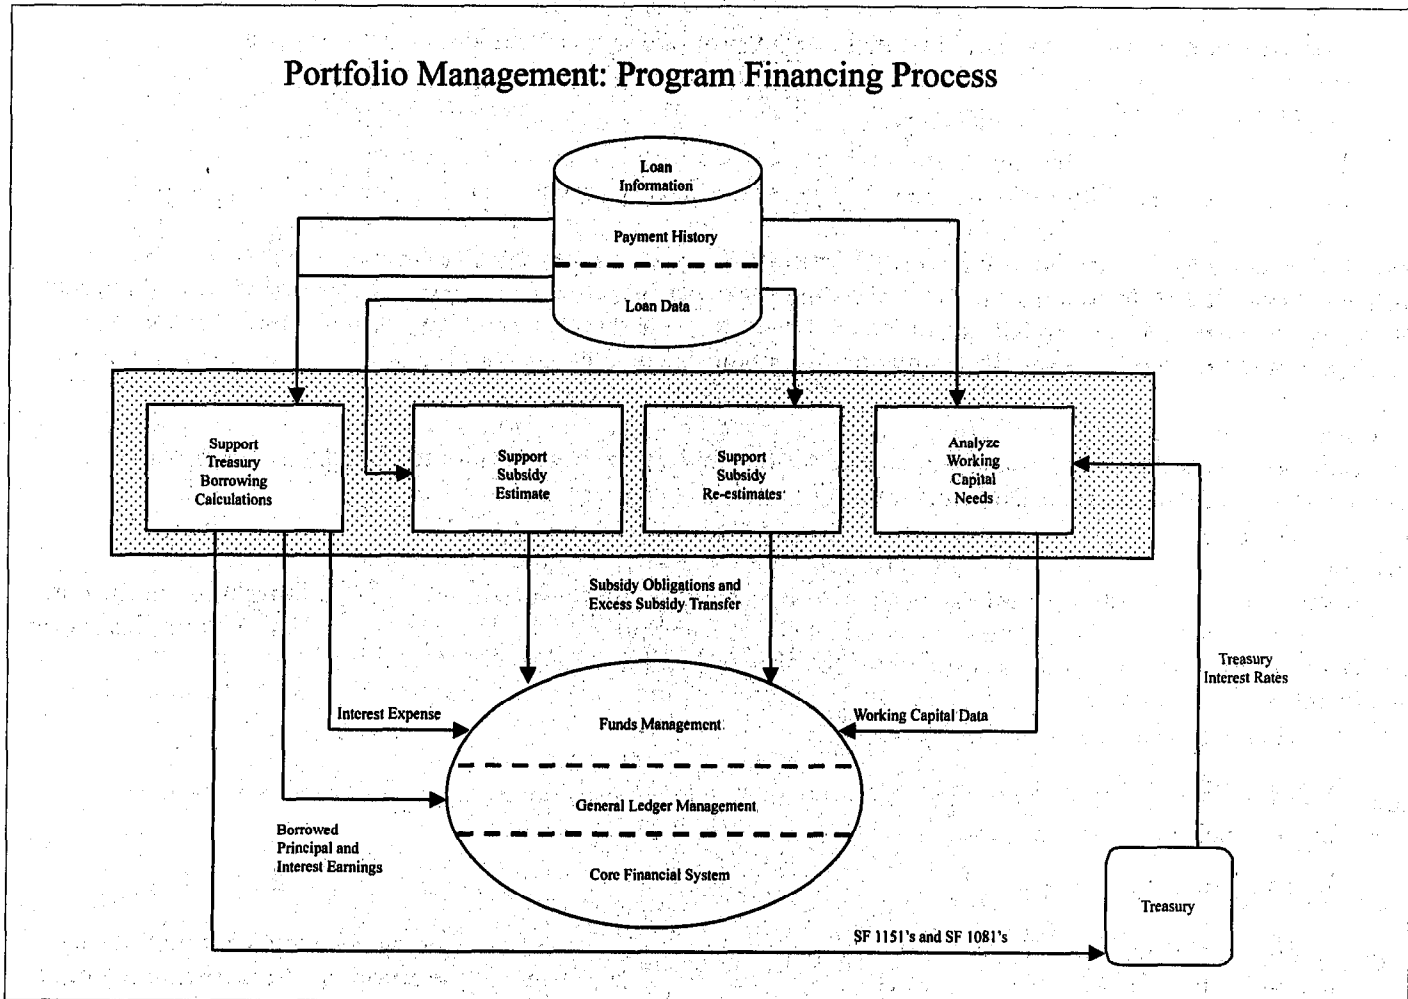 Portfolio Management: Program Financing Process
Loan
Information
Payment History
Loan Data
Support
Treasury
Borrowing
Calculations
Support
Subsidy
Estimate
Support
Subsidy
Re-estimates
Analyze
Working
Capital
Needs
Subsidy Obligations and
Excess Subsidy Transfer
Treasury
Interest Rates
Interest Expense
Funds Management
Working Capital Data
General Ledger Management
Borrowed
Principal and
Interest Earnings
Core Financial System
Treasury
SF 1151's and SF 1081's